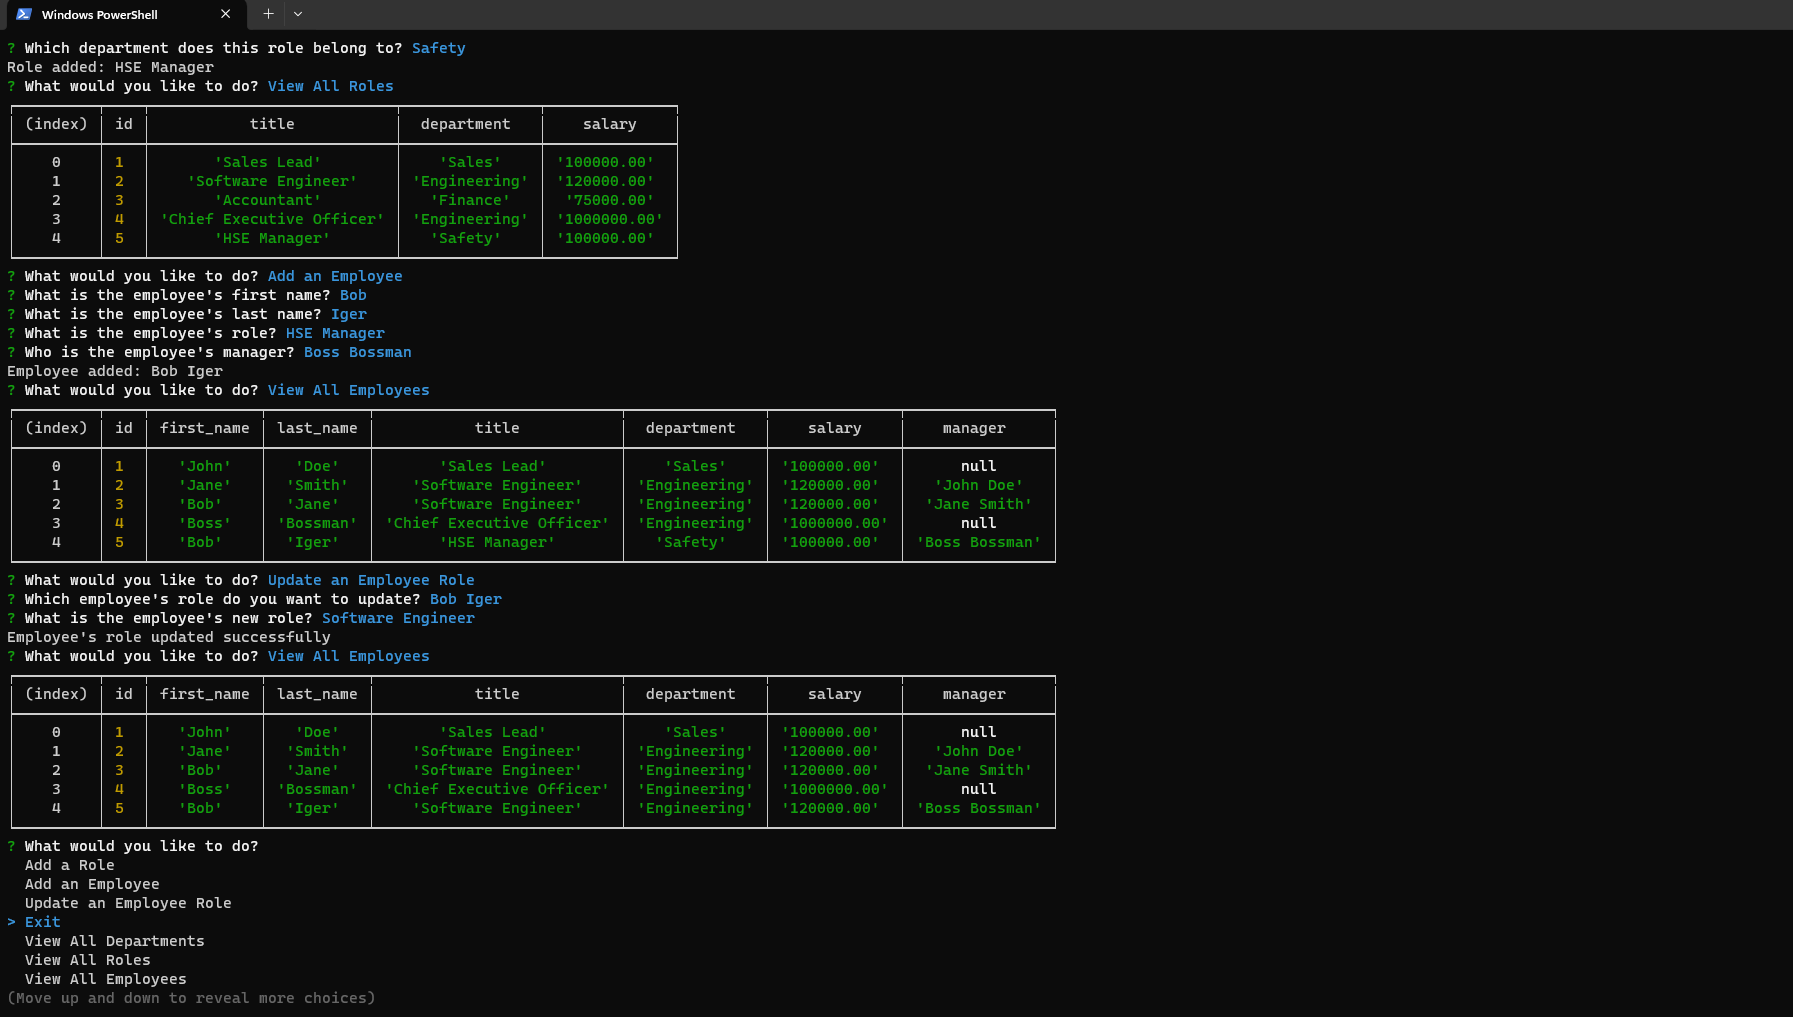 Windows PowerShell
? Which department does this role belong to? Safety
Role added: HSE Manager
? What would you like to do? View All Roles
(index) id title department salary
0 1 'Sales Lead' 'Sales' '100000.00'
1 2 'Software Engineer' 'Engineering' '120000.00'
2 3 'Accountant' 'Finance' '75000.00'
3 4 'Chief Executive Officer' 'Engineering' '1000000.00'
4 5 'HSE Manager' 'Safety' '100000.00'
? What would you like to do? Add an Employee
? What is the employee's first name? Bob
? What is the employee's last name? Iger
? What is the employee's role? HSE Manager
? Who is the employee's manager? Boss Bossman
Employee added: Bob Iger
? What would you like to do? View All Employees
(index) id first_name last_name title department salary manager
0 1 'John' 'Doe' 'Sales Lead' 'Sales' '100000.00' null
1 2 'Jane' 'Smith' 'Software Engineer' 'Engineering' '120000.00' 'John Doe'
2 3 'Bob' 'Jane' 'Software Engineer' 'Engineering' '120000.00' 'Jane Smith'
3 4 'Boss' 'Bossman' 'Chief Executive Officer' 'Engineering' '1000000.00' null
4 5 'Bob' 'Iger' 'HSE Manager' 'Safety' '100000.00' 'Boss Bossman'
? What would you like to do? Update an Employee Role
? Which employee's role do you want to update? Bob Iger
? What is the employee's new role? Software Engineer
Employee's role updated successfully
? What would you like to do? View All Employees
(index) id first_name last_name title department salary manager
0 1 'John' 'Doe' 'Sales Lead' 'Sales' '100000.00' null
1 2 'Jane' 'Smith' 'Software Engineer' 'Engineering' '120000.00' 'John Doe'
2 3 'Bob' 'Jane' 'Software Engineer' 'Engineering' '120000.00' 'Jane Smith'
3 4 'Boss' 'Bossman' 'Chief Executive Officer' 'Engineering' '1000000.00' null
4 5 'Bob' 'Iger' 'Software Engineer' 'Engineering' '120000.00' 'Boss Bossman'
? What would you like to do?
Add a Role
Add an Employee
Update an Employee Role
> Exit
View All Departments
View All Roles
View All Employees
(Move up and down to reveal more choices)